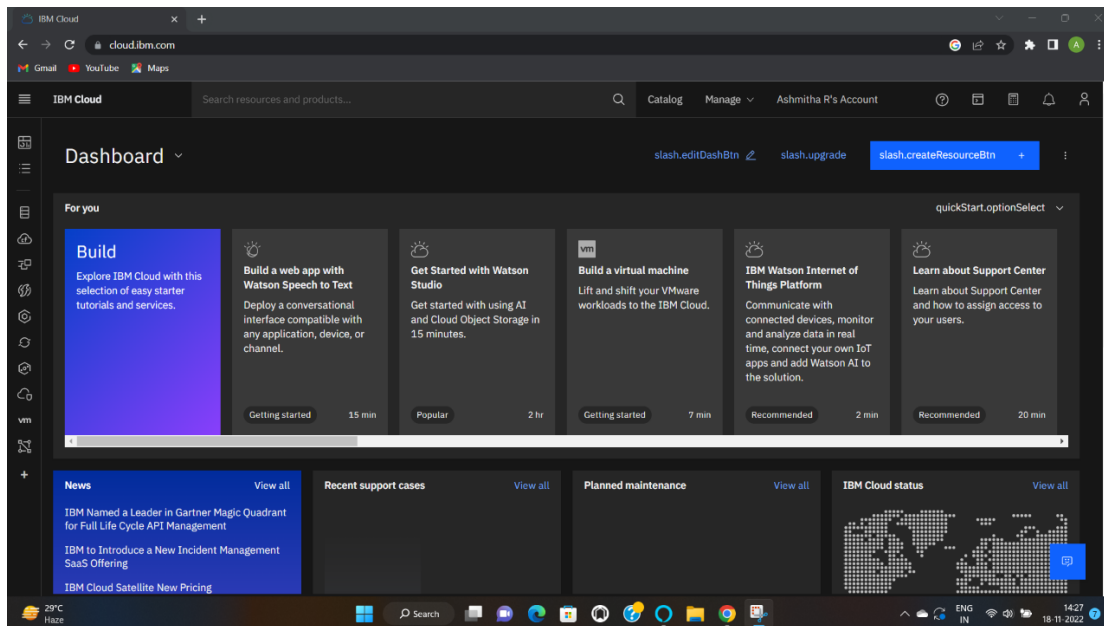 IBM Cloud
cloud.ibm.com
Gmail YouTube Maps
IBM Cloud Search resources and products... Catalog Manage Ashmitha R's Account
Dashboard slash.editDashBtn slash.upgrade slash.createResourceBtn +
For you quickStart.optionSelect
Build
Explore IBM Cloud with this
selection of easy starter
tutorials and services.
Build a web app with
Watson Speech to Text
Deploy a conversational
interface compatible with
any application, device, or
channel.
Getting started 15 min
Get Started with Watson
Studio
Get started with using AI
and Cloud Object Storage in
15 minutes.
Popular 2 hr
vm
Build a virtual machine
Lift and shift your VMware
workloads to the IBM Cloud.
Getting started 7 min
IBM Watson Internet of
Things Platform
Communicate with
connected devices, monitor
and analyze data in real
time, connect your own IoT
apps and add Watson AI to
the solution.
Recommended 2 min
Learn about Support Center
Learn about Support Center
and how to assign access to
your users.
Recommended 20 min
vm
News View all
IBM Named a Leader in Gartner Magic Quadrant
for Full Life Cycle API Management
IBM to Introduce a New Incident Management
SaaS Offering
IBM Cloud Satellite New Pricing
Recent support cases View all
Planned maintenance View all
IBM Cloud status View all
29°C
Haze
Search
ENG
IN
14:27
18-11-2022
7